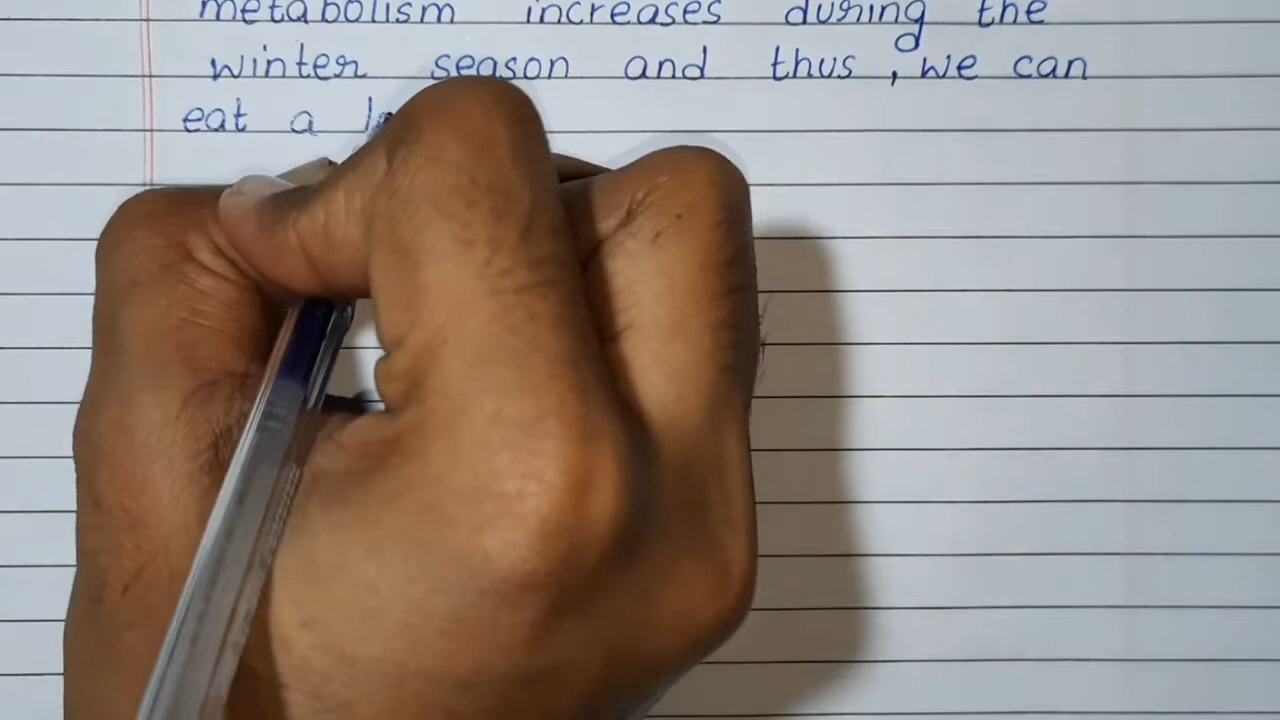 metabolism increases during the
winter season and thus, we can
eat a